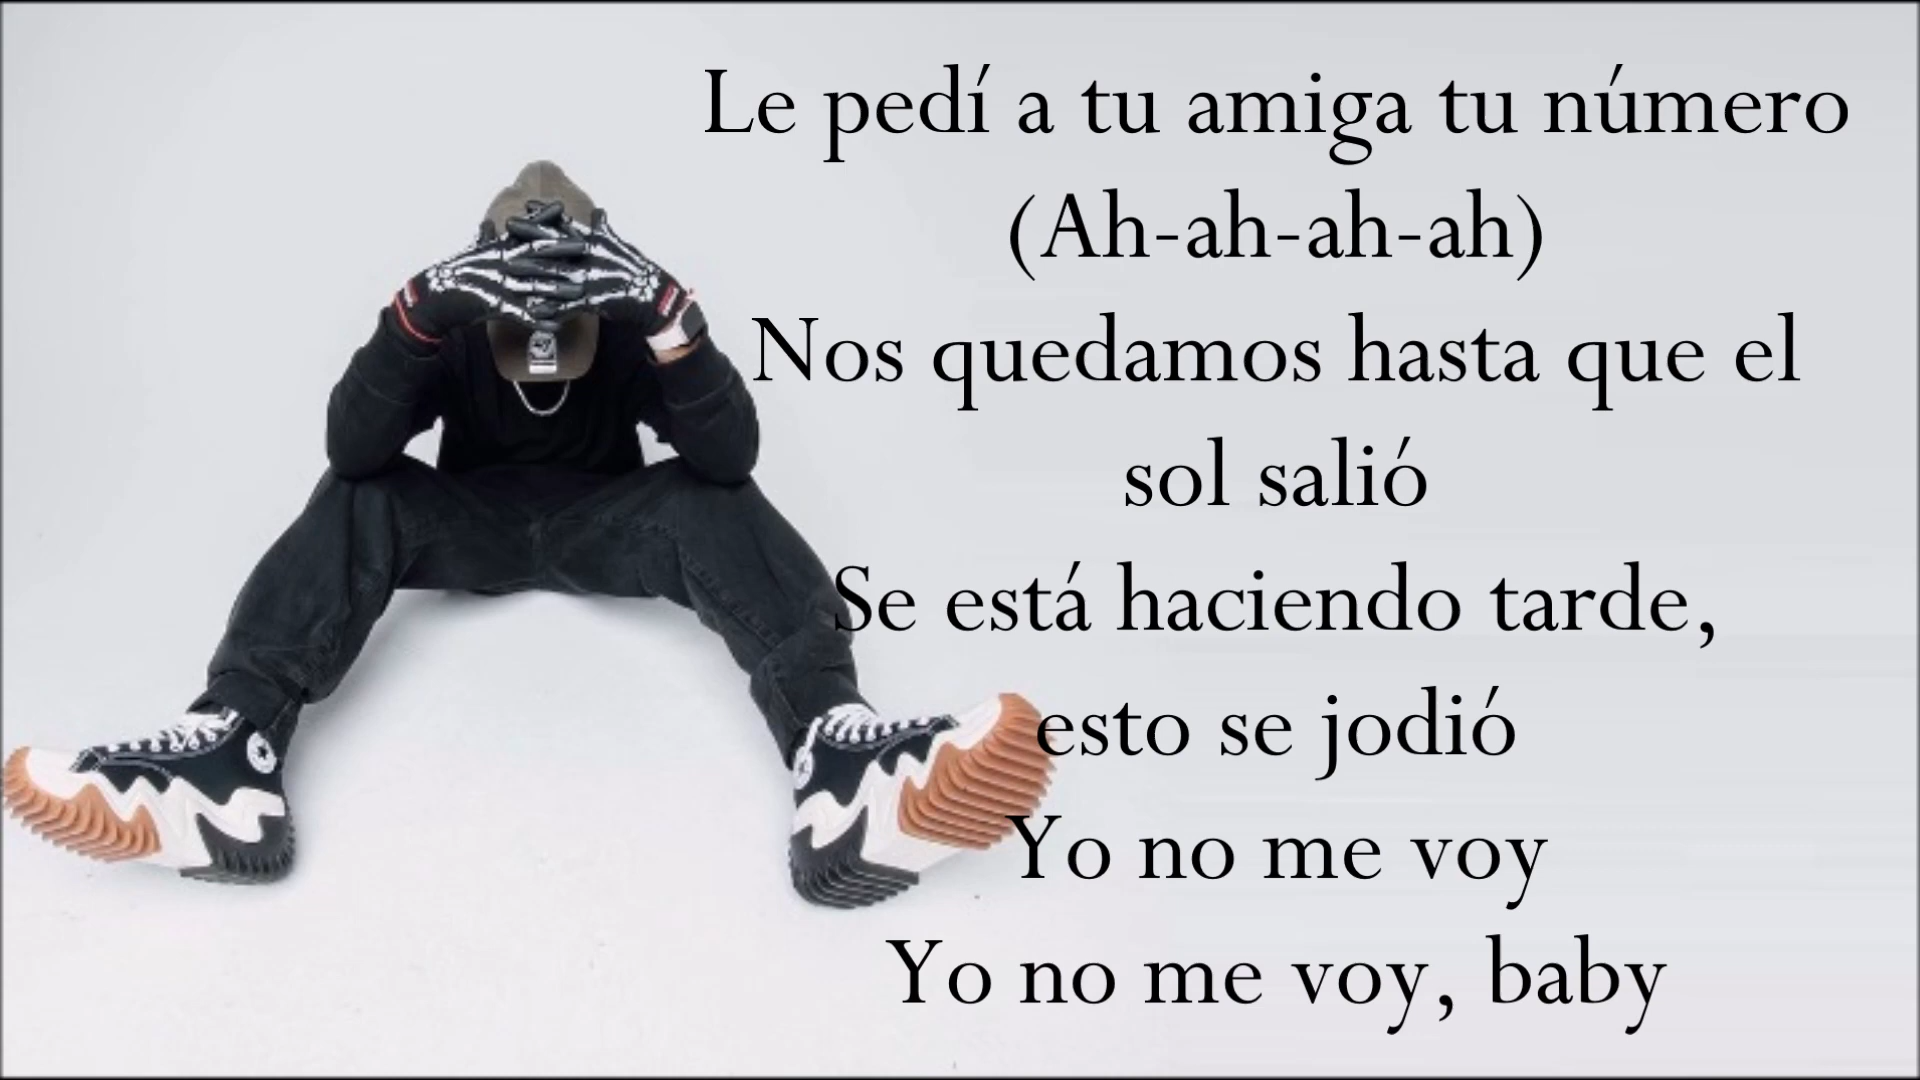 Le pedí a tu amiga tu número
(Ah-ah-ah-ah)
Nos quedamos hasta que el
sol salió
Se está haciendo tarde,
esto se jodió
Yo no me voy
Yo no me voy, baby